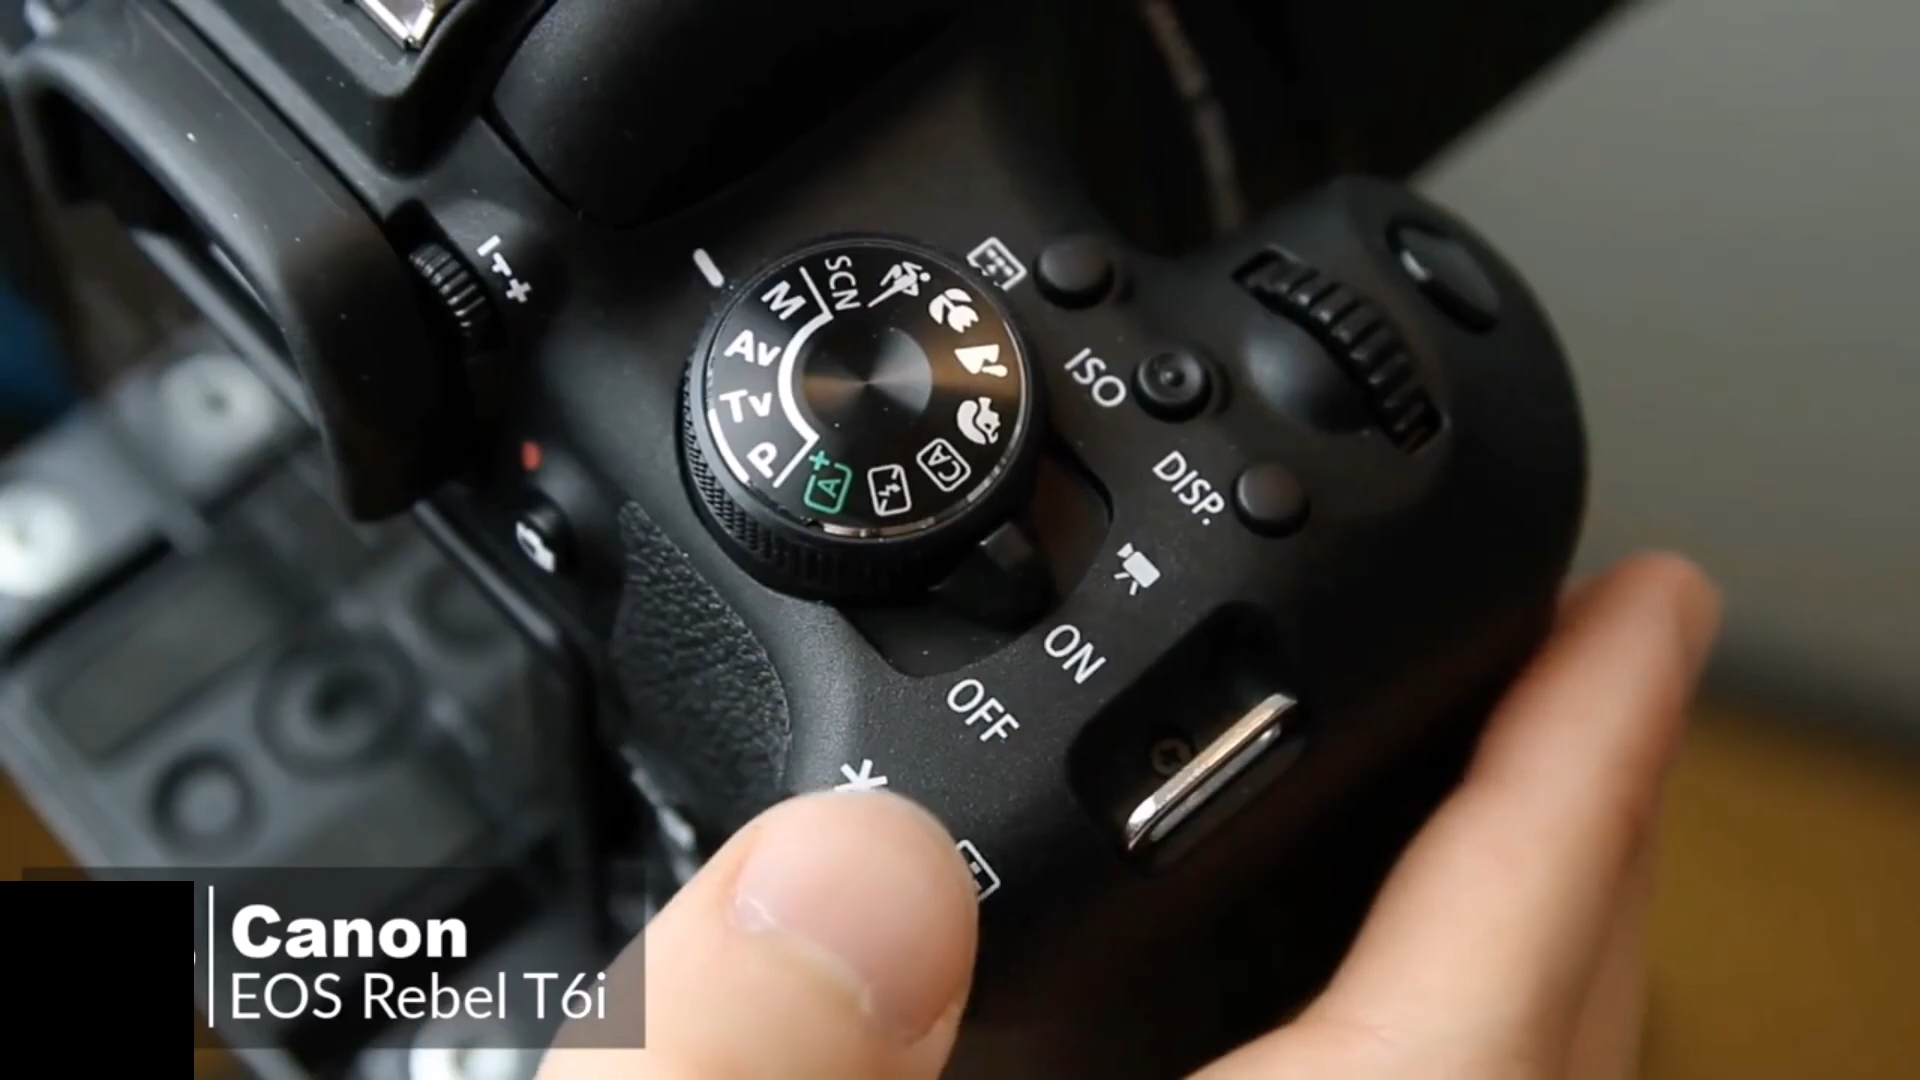 SCN
M
Av
Tv
P
A+
CA
ISO
DISP.
ON
OFF
Canon
EOS Rebel T6i